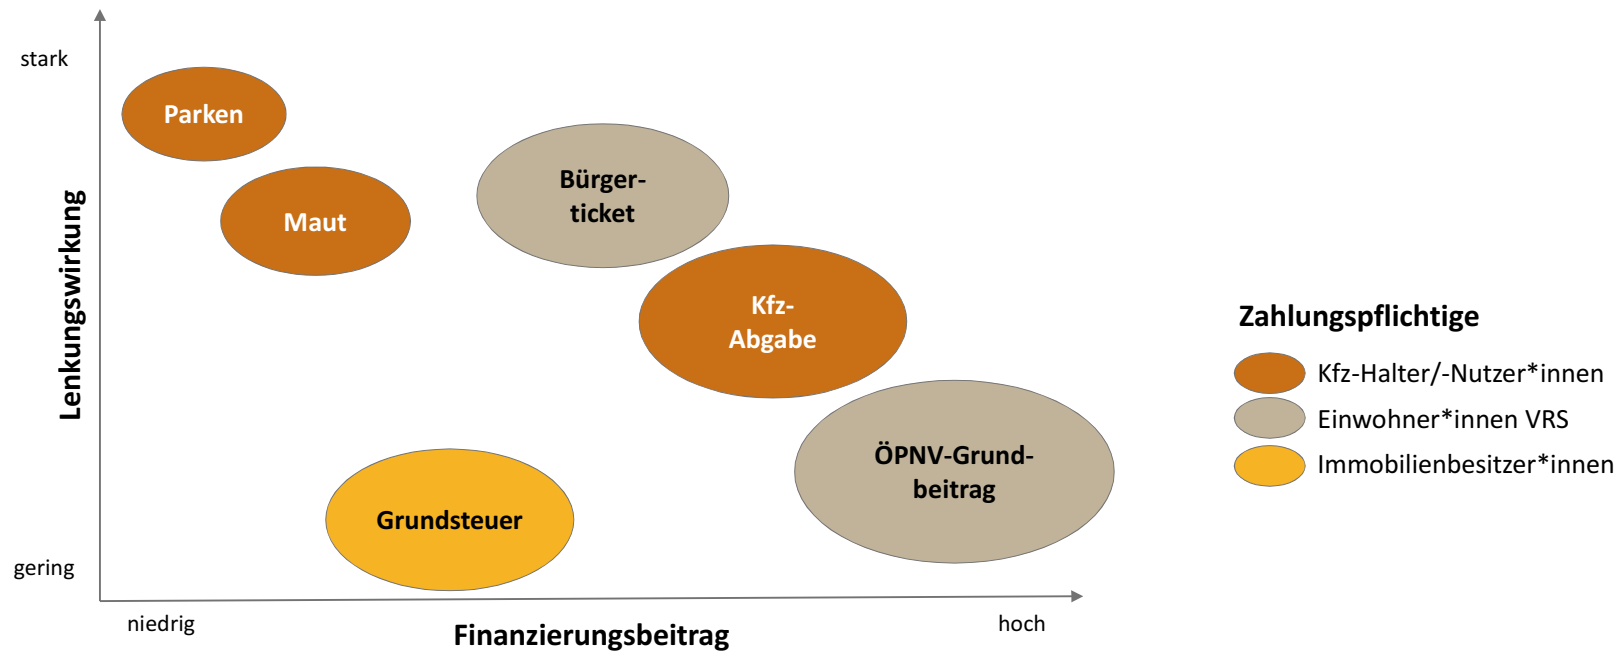 stark
Parken
Maut
Bürger-
ticket
Kfz-
Abgabe
ÖPNV-Grund-
beitrag
Grundsteuer
Lenkungswirkung
gering
niedrig
Finanzierungsbeitrag
hoch
Zahlungspflichtige
Kfz-Halter/-Nutzer*innen
Einwohner*innen VRS
Immobilienbesitzer*innen